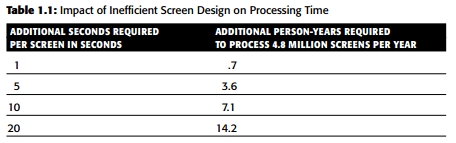 Table 1.1: Impact of Inefficient Screen Design on Processing Time
ADDITIONAL SECONDS REQUIRED ADDITIONAL PERSON-YEARS REQUIRED
PER SCREEN IN SECONDS TO PROCESS 4.8 MILLION SCREENS PER YEAR
1 .7
5 3.6
10 7.1
20 14.2